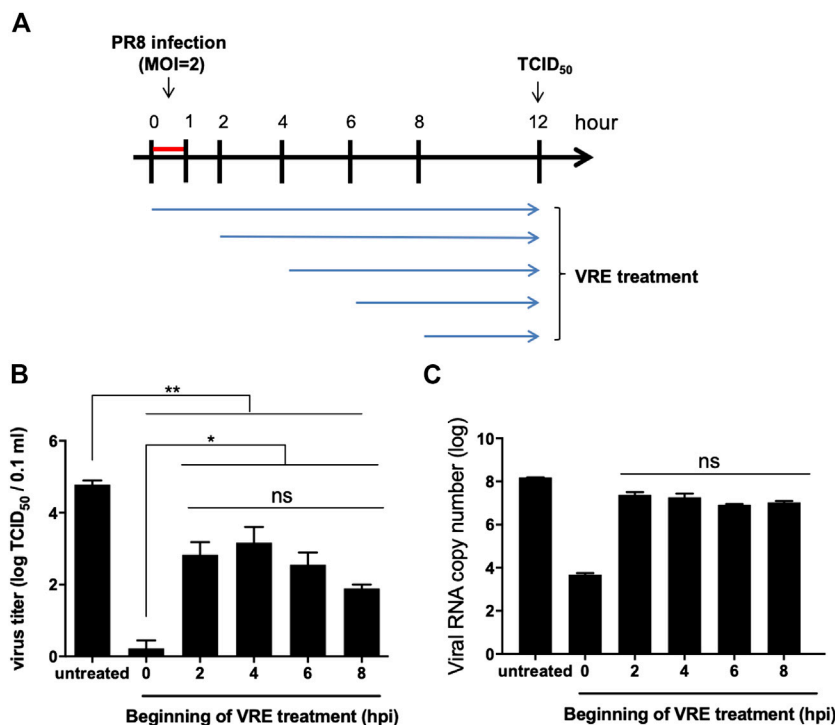 A
PR8 infection
(MOI=2)
TCID50
0 1 2 4 6 8 12 hour
VRE treatment
B
**
*
ns
virus titer (log TCID50 / 0.1 ml)
6
4
2
0
untreated 0 2 4 6 8
Beginning of VRE treatment (hpi)
C
ns
Viral RNA copy number (log)
10
8
6
4
2
0
untreated 0 2 4 6 8
Beginning of VRE treatment (hpi)